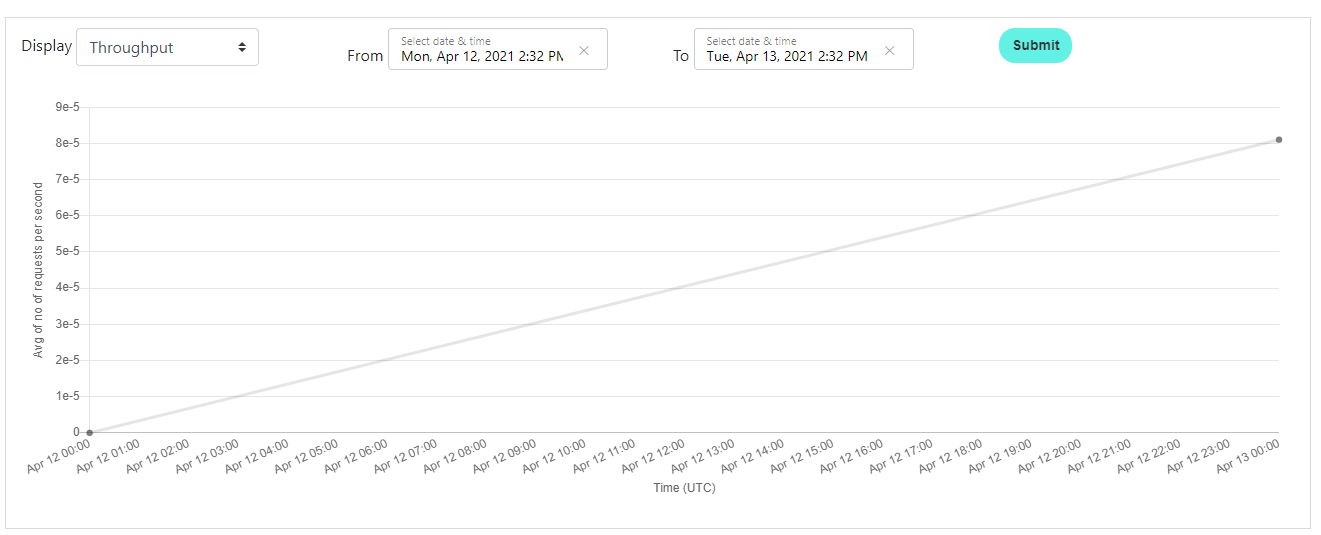 Display Throughput
From Select date & time Mon, Apr 12, 2021 2:32 PM
To Select date & time Tue, Apr 13, 2021 2:32 PM
Submit
9e-5
8e-5
7e-5
6e-5
5e-5
4e-5
3e-5
2e-5
1e-5
0
Avg of no of requests per second
Apr 12 00:00
Apr 12 01:00
Apr 12 02:00
Apr 12 03:00
Apr 12 04:00
Apr 12 05:00
Apr 12 06:00
Apr 12 07:00
Apr 12 08:00
Apr 12 09:00
Apr 12 10:00
Apr 12 11:00
Apr 12 12:00
Apr 12 13:00
Apr 12 14:00
Apr 12 15:00
Apr 12 16:00
Apr 12 17:00
Apr 12 18:00
Apr 12 19:00
Apr 12 20:00
Apr 12 21:00
Apr 12 22:00
Apr 12 23:00
Apr 13 00:00
Time (UTC)